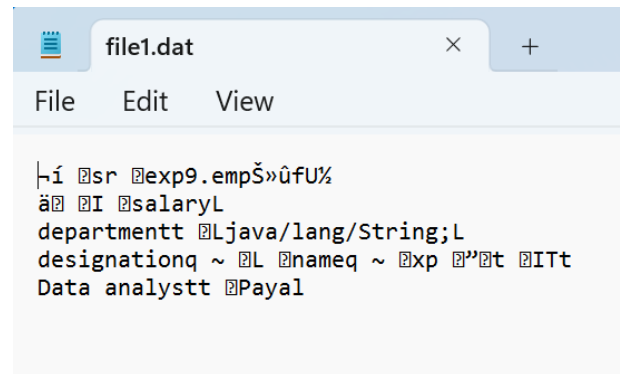 file1.dat
File Edit View
¬í ⍰sr ⍰exp9.empŠ»ûfU½
ä⍰ ⍰I ⍰salaryL
departmentt ⍰Ljava/lang/String;L
designationq ~ ⍰L ⍰nameq ~ ⍰xp ⍰”⍰t ⍰ITt
Data analystt ⍰Payal